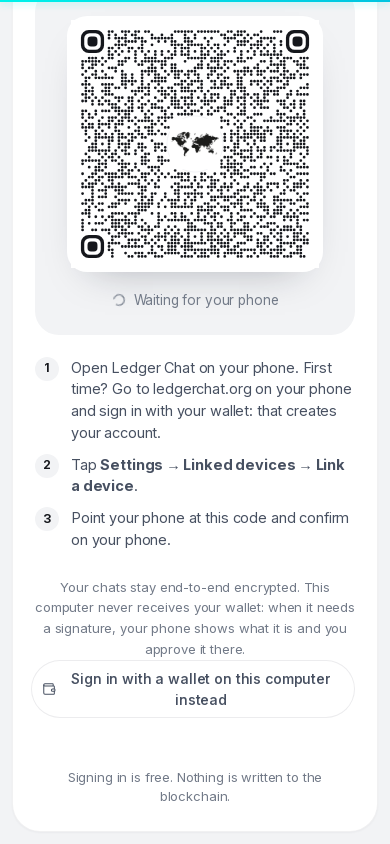 Waiting for your phone
1
Open Ledger Chat on your phone. First
time? Go to ledgerchat.org on your phone
and sign in with your wallet: that creates
your account.
2
Tap Settings → Linked devices → Link
a device.
3
Point your phone at this code and confirm
on your phone.
Your chats stay end-to-end encrypted. This
computer never receives your wallet: when it needs
a signature, your phone shows what it is and you
approve it there.
Sign in with a wallet on this computer
instead
Signing in is free. Nothing is written to the
blockchain.